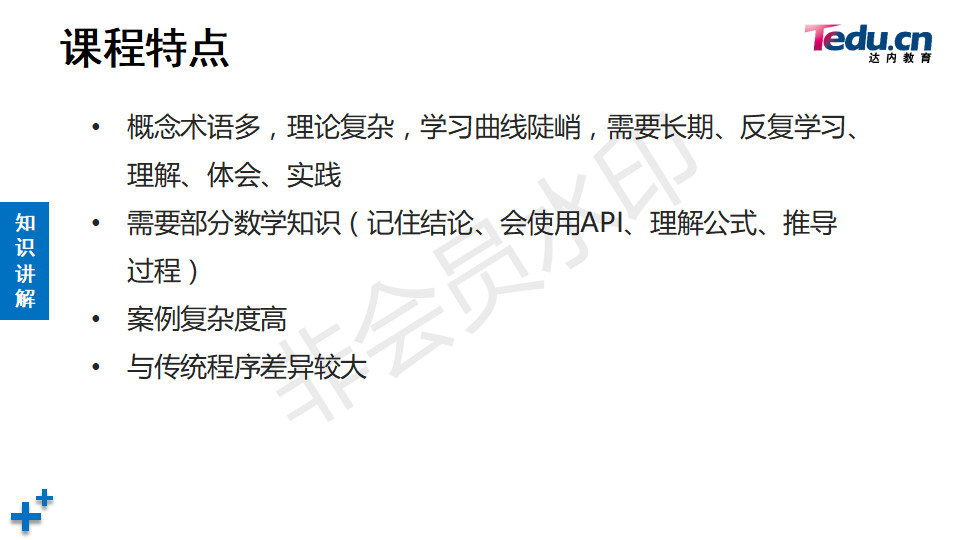 课程特点
Tedu.cn
达内教育
• 概念术语多，理论复杂，学习曲线陡峭，需要长期、反复学习、
理解、体会、实践
• 需要部分数学知识（记住结论、会使用API、理解公式、推导
过程）
• 案例复杂度高
• 与传统程序差异较大
知
识
讲
解
非会员水印